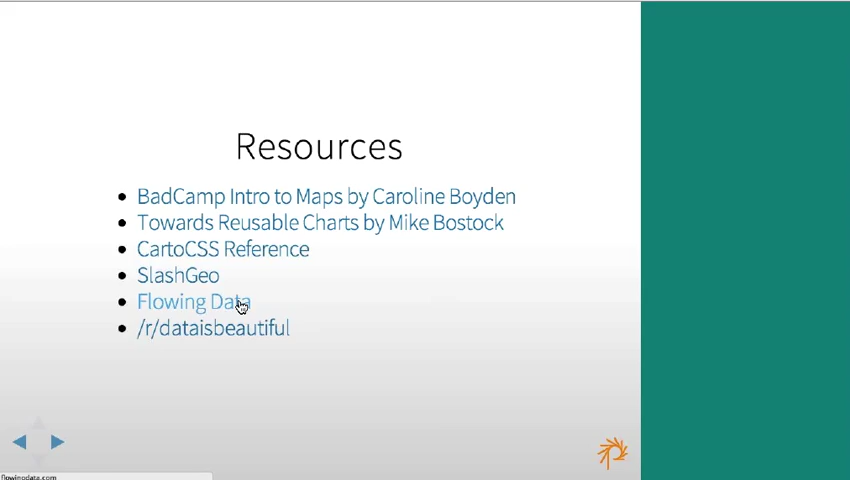 Resources
BadCamp Intro to Maps by Caroline Boyden
Towards Reusable Charts by Mike Bostock
CartoCSS Reference
SlashGeo
Flowing Data
/r/dataisbeautiful
flowingdata.com